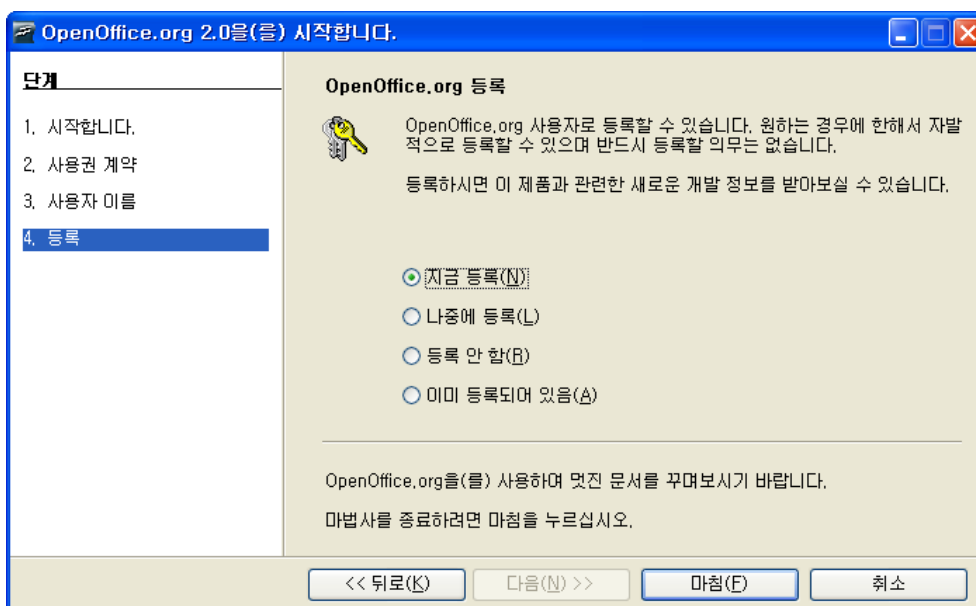 OpenOffice.org 2.0을(를) 시작합니다.
단계
1. 시작합니다.
2. 사용권 계약
3. 사용자 이름
4. 등록
OpenOffice.org 등록
OpenOffice.org 사용자로 등록할 수 있습니다. 원하는 경우에 한해서 자발
적으로 등록할 수 있으며 반드시 등록할 의무는 없습니다.
등록하시면 이 제품과 관련한 새로운 개발 정보를 받아보실 수 있습니다.
지금 등록(N)
나중에 등록(L)
등록 안 함(R)
이미 등록되어 있음(A)
OpenOffice.org을(를) 사용하여 멋진 문서를 꾸며보시기 바랍니다.
마법사를 종료하려면 마침을 누르십시오.
<< 뒤로(K)
다음(N) >>
마침(F)
취소